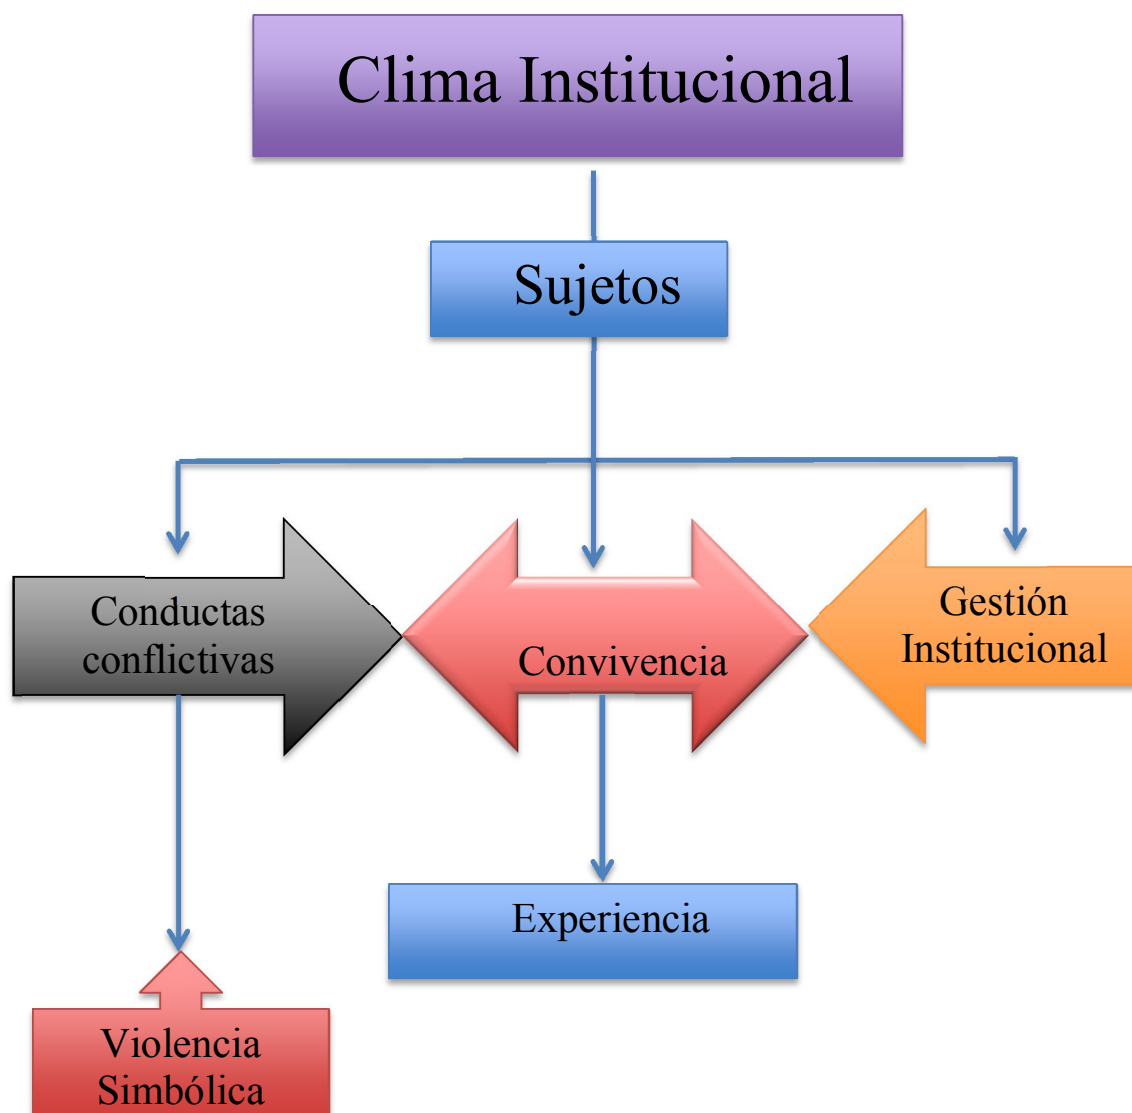 Clima Institucional
Sujetos
Conductas
conflictivas
Convivencia
Gestión
Institucional
Experiencia
Violencia
Simbólica